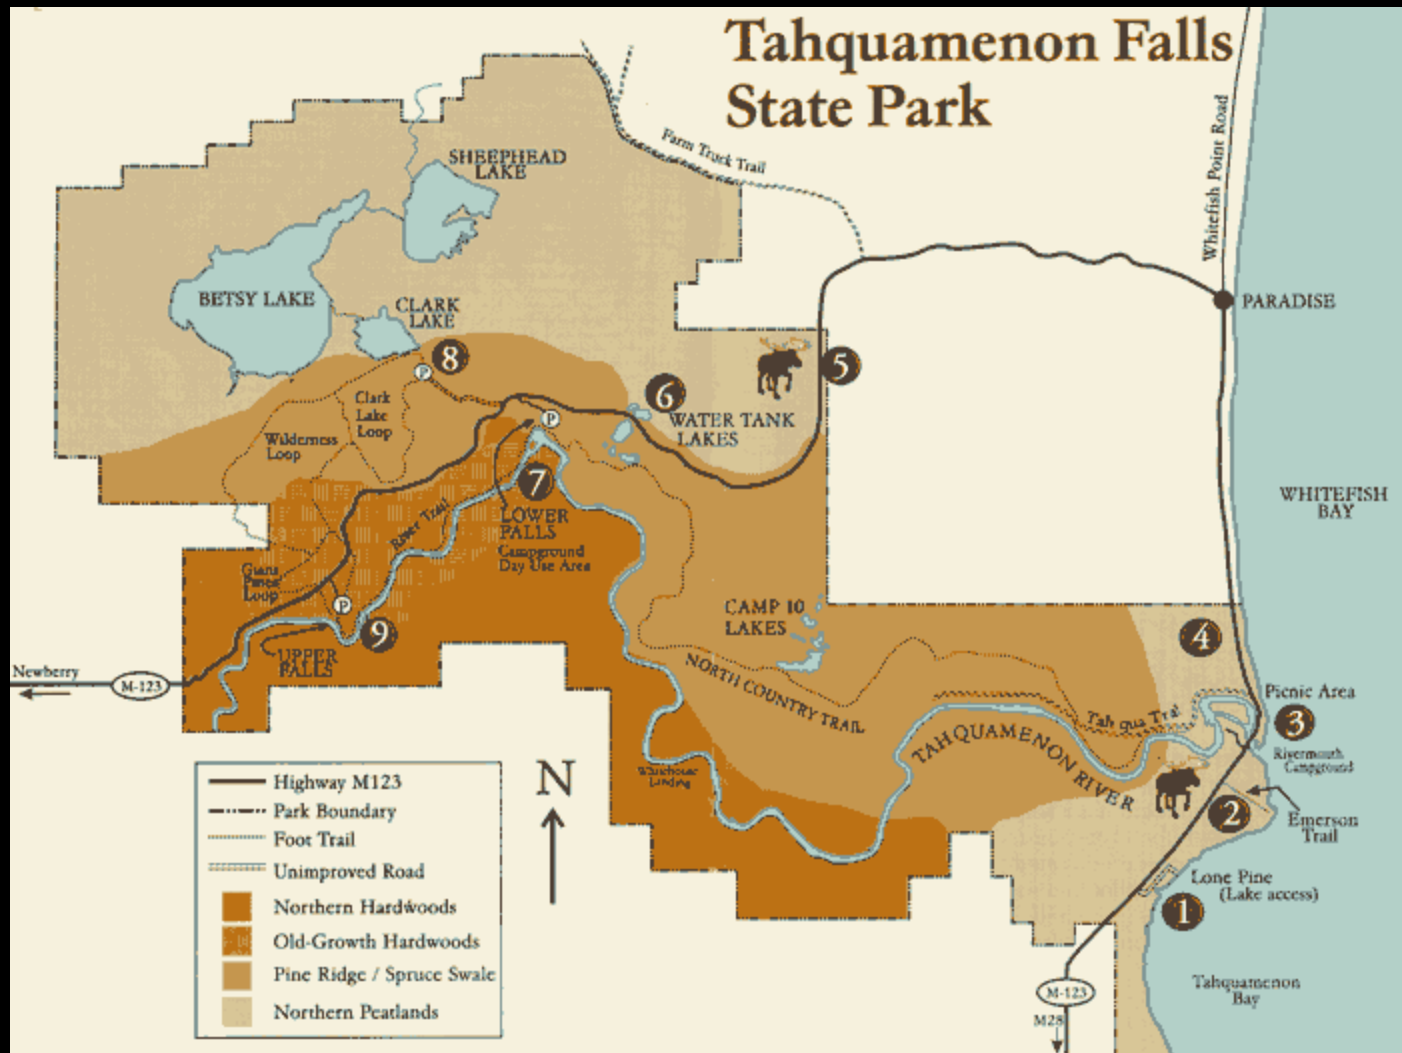 Tahquamenon Falls
State Park
Farm Truck Trail
Whitefish Point Road
SHEEPHEAD
LAKE
BETSY LAKE
CLARK
LAKE
PARADISE
8
P
5
6
WATER TANK
LAKES
Clark
Lake
Loop
P
Wilderness
Loop
7
WHITEFISH
BAY
River Trail
LOWER
FALLS
Campground
Day Use Area
Giant
Pines
Loop
P
CAMP 10
LAKES
9
4
UPPER
FALLS
Newberry
M-123
NORTH COUNTRY TRAIL
Picnic Area
3
Tah qua Trail
TAHQUAMENON RIVER
Rivermouth
Campground
Whitehouse
Landing
2
Emerson
Trail
N
Highway M123
Park Boundary
Foot Trail
Unimproved Road
Northern Hardwoods
Old-Growth Hardwoods
Pine Ridge / Spruce Swale
Northern Peatlands
Lone Pine
(Lake access)
1
Tahquamenon
Bay
M-123
M28